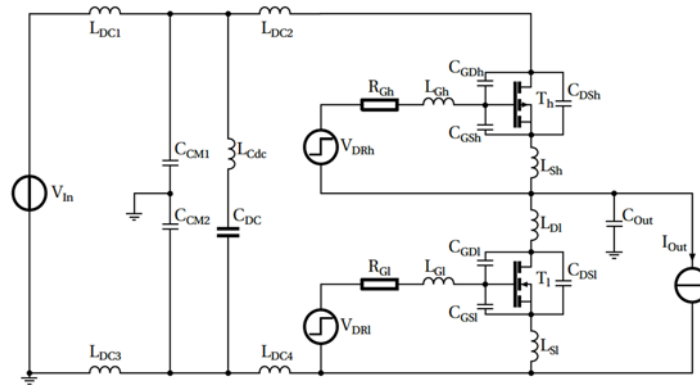 L_DC1
L_DC2
C_GDh
R_Gh
L_Gh
T_h
C_DSh
C_GSh
V_DRh
C_CM1
L_Cdc
L_Sh
V_In
C_CM2
C_DC
L_Dl
C_Out
C_GDl
I_Out
R_Gl
L_Gl
T_l
C_DSl
C_GSl
V_DRl
L_Sl
L_DC3
L_DC4